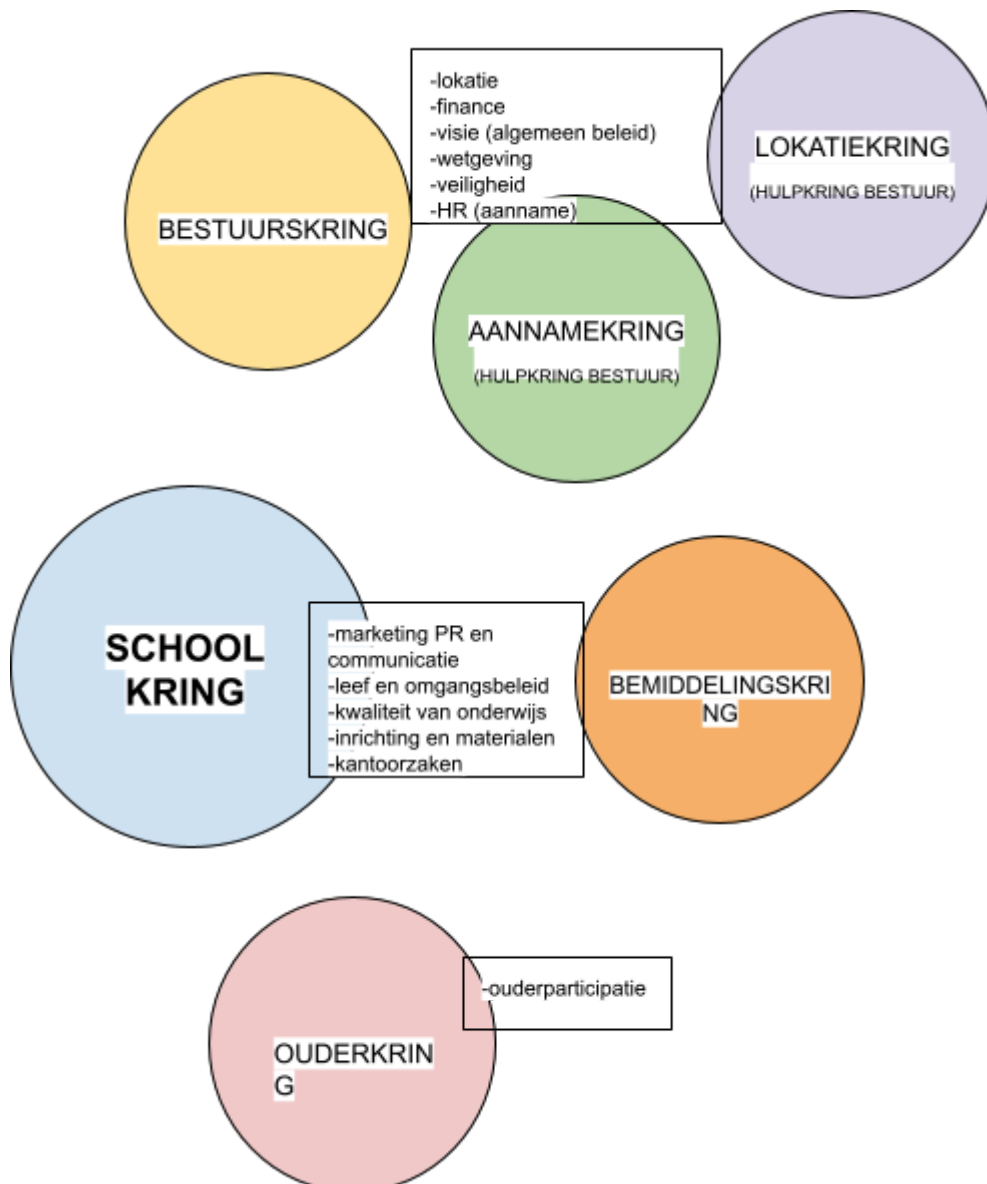 -lokatie
-finance
-visie (algemeen beleid)
-wetgeving
-veiligheid
-HR (aanname)
LOKATIEKRING
(HULPKRING BESTUUR)
BESTUURSKRING
AANNAMEKRING
(HULPKRING BESTUUR)
SCHOOL
KRING
-marketing PR en
communicatie
-leef en omgangsbeleid
-kwaliteit van onderwijs
-inrichting en materialen
-kantoorzaken
BEMIDDELINGSKRI
NG
-ouderparticipatie
OUDERKRIN
G